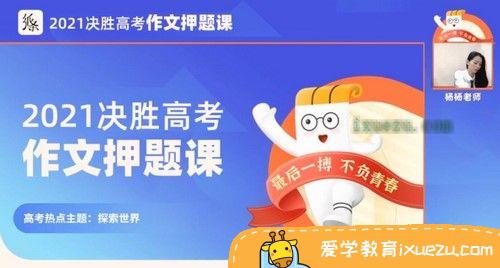 2021决胜高考作文押题课
杨杨老师
2021决胜高考
作文押题课
ixuezu.com
最后一搏 不负青春
高考热点主题：探索世界
爱学教育ixuezu.com